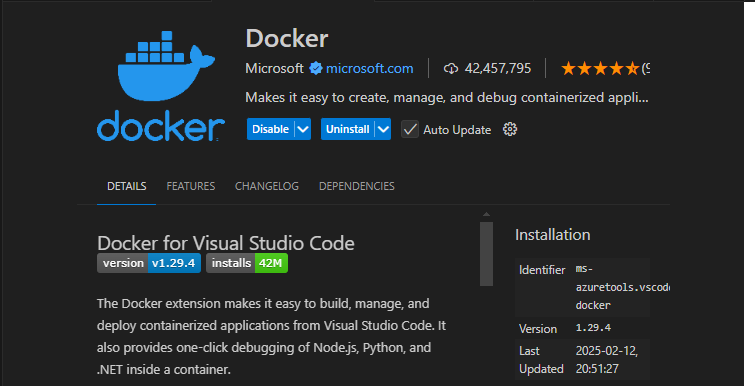 Docker
Microsoft microsoft.com 42,457,795
Makes it easy to create, manage, and debug containerized appli...
Disable Uninstall Auto Update
docker
DETAILS FEATURES CHANGELOG DEPENDENCIES
Docker for Visual Studio Code
version v1.29.4 installs 42M
The Docker extension makes it easy to build, manage, and
deploy containerized applications from Visual Studio Code. It
also provides one-click debugging of Node.js, Python, and
.NET inside a container.
Installation
Identifier ms-
azuretools.vscode
docker
Version 1.29.4
Last 2025-02-12,
Updated 20:51:27